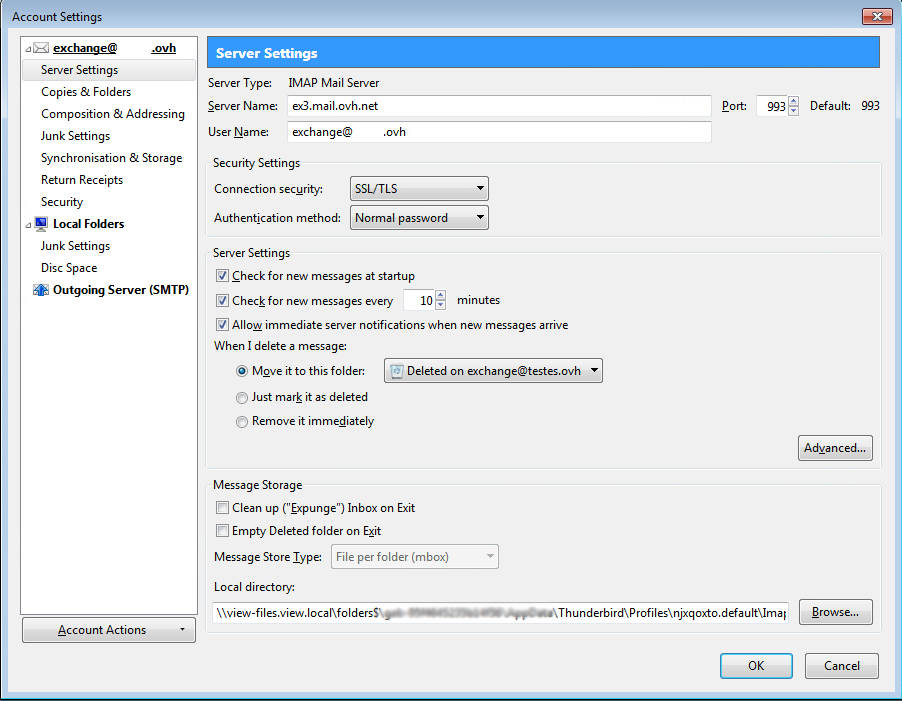 Account Settings
exchange@ .ovh
Server Settings
Copies & Folders
Composition & Addressing
Junk Settings
Synchronisation & Storage
Return Receipts
Security
Local Folders
Junk Settings
Disc Space
Outgoing Server (SMTP)
Account Actions
Server Settings
Server Type: IMAP Mail Server
Server Name: ex3.mail.ovh.net Port: 993 Default: 993
User Name: exchange@ .ovh
Security Settings
Connection security: SSL/TLS
Authentication method: Normal password
Server Settings
Check for new messages at startup
Check for new messages every 10 minutes
Allow immediate server notifications when new messages arrive
When I delete a message:
Move it to this folder: Deleted on exchange@testes.ovh
Just mark it as deleted
Remove it immediately
Advanced...
Message Storage
Clean up ("Expunge") Inbox on Exit
Empty Deleted folder on Exit
Message Store Type: File per folder (mbox)
Local directory:
\\view-files.view.local\folders$\ \Thunderbird\Profiles\njxqoxto.default\Imap Browse...
OK Cancel